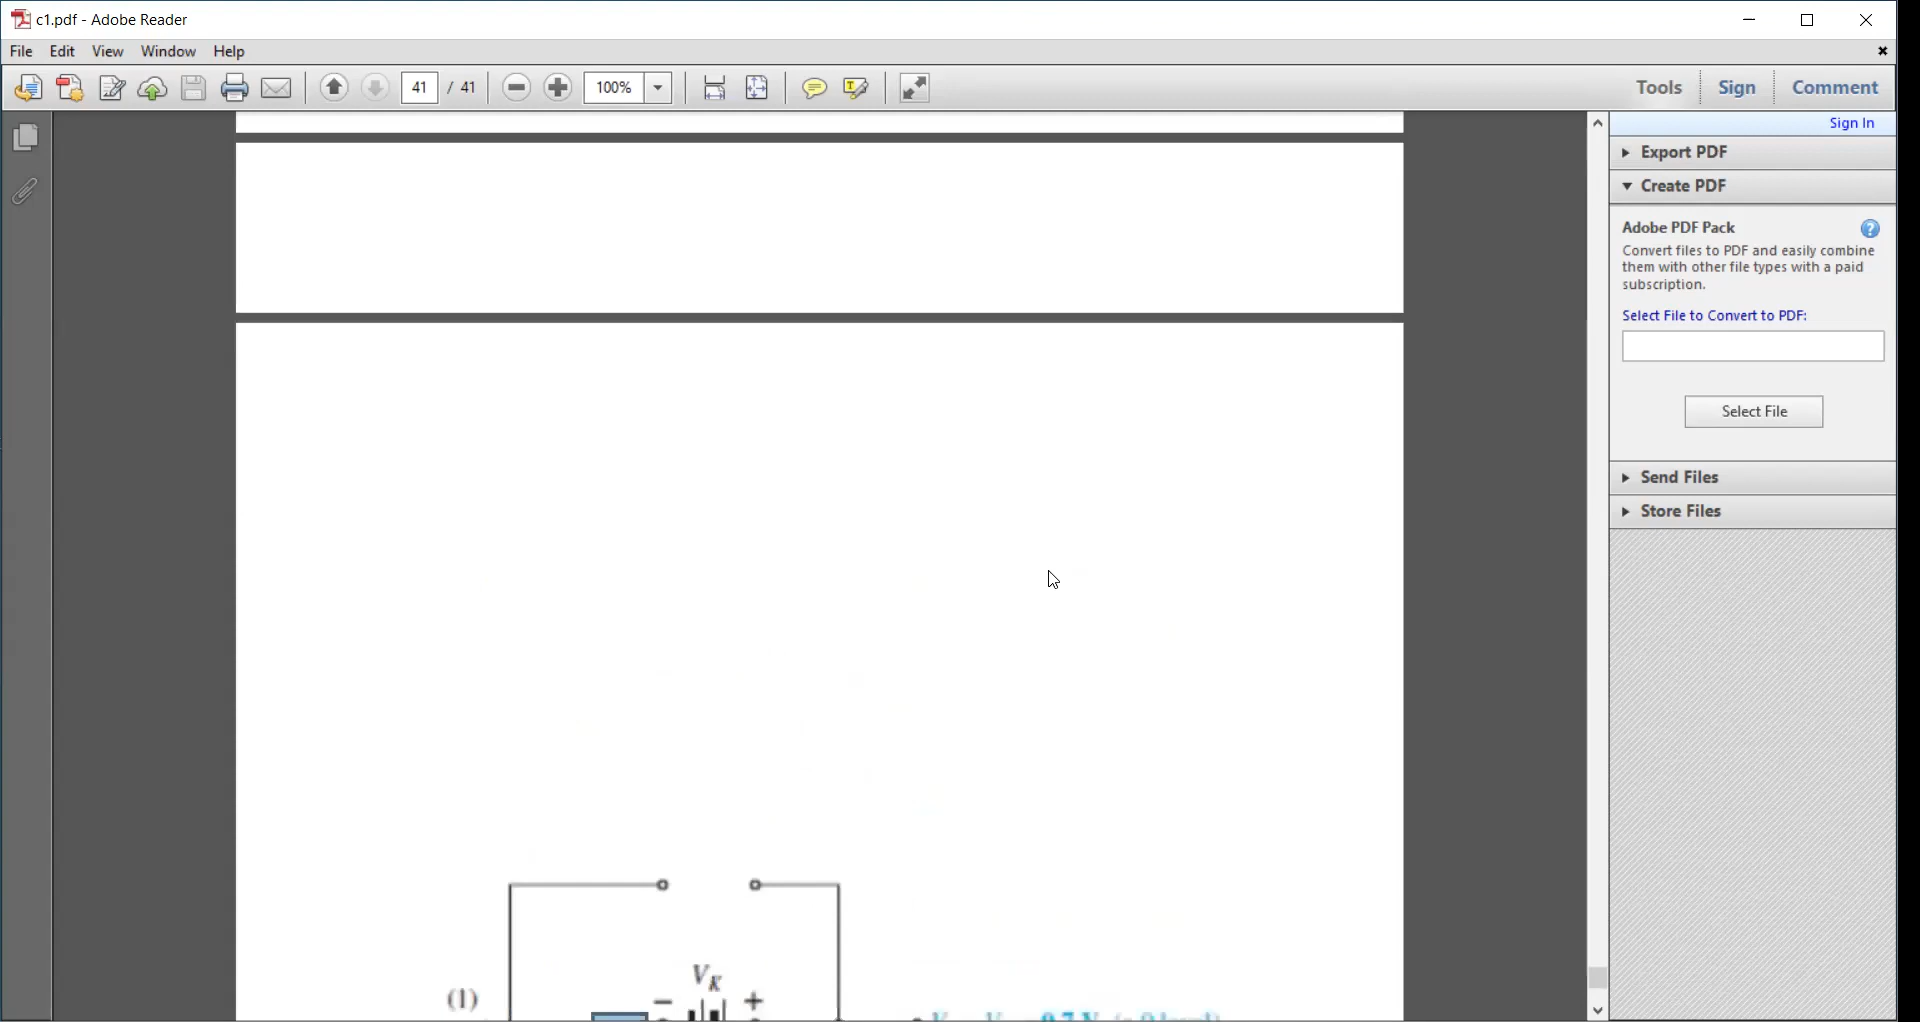 c1.pdf - Adobe Reader
File Edit View Window Help
41 / 41 100% Tools Sign Comment
Sign In
Export PDF
Create PDF
Adobe PDF Pack
Convert files to PDF and easily combine
them with other file types with a paid
subscription.
Select File to Convert to PDF:
Select File
Send Files
Store Files
VK
(1) − +